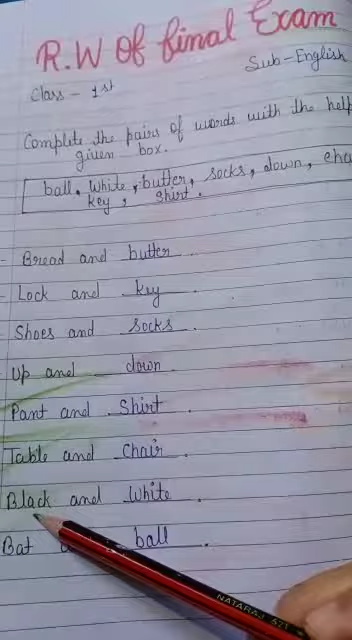 R.W Of final Exam
Sub-English
Class - 1st
Complete the pairs of words with the help
given box.
ball, White, butter, socks, down, cha
key, shirt.
- Bread and butter
- Lock and key.
- Shoes and socks.
- Up and down.
Pant and Shirt.
Table and Chair.
Black and White.
Bat a ball.
NATARAJ 621